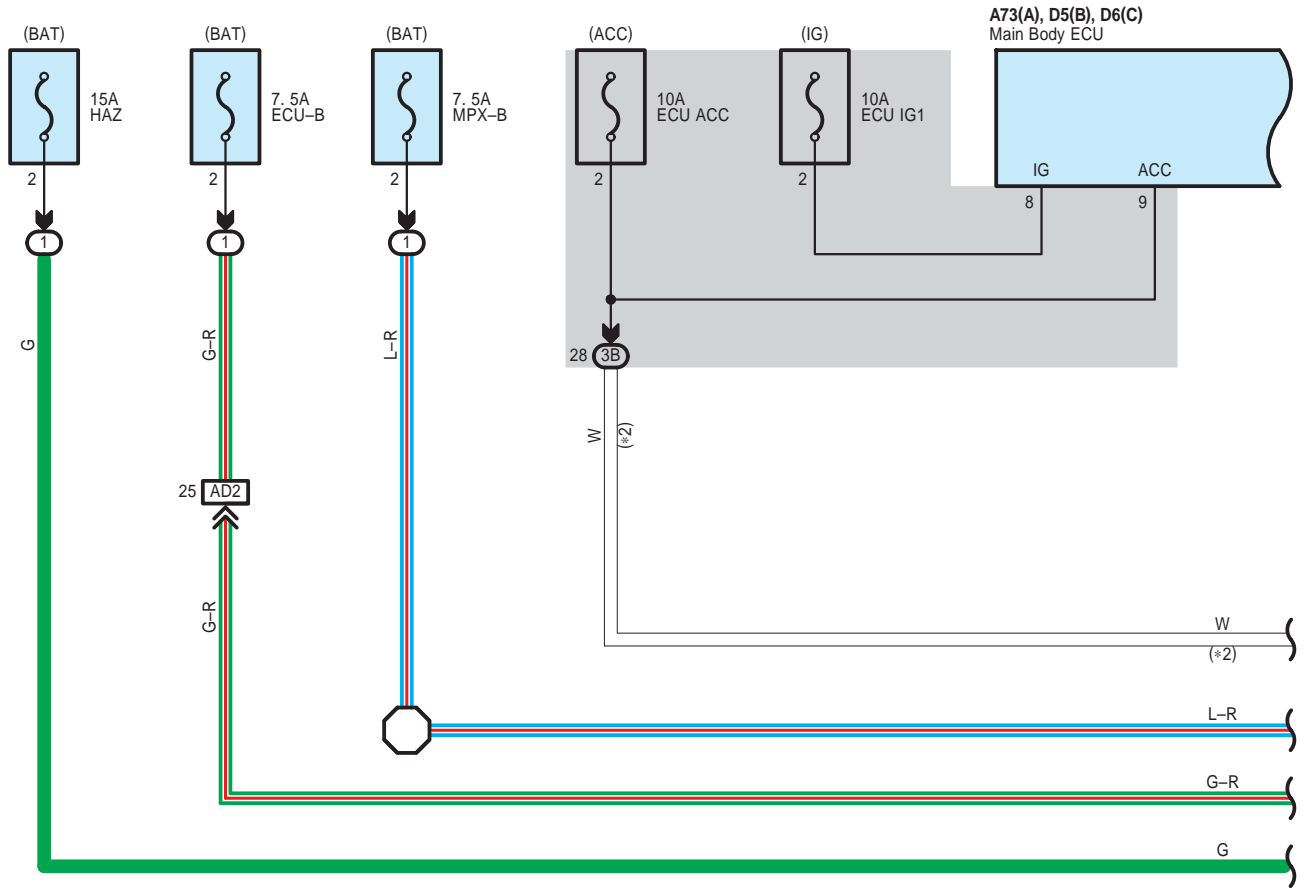 A73(A), D5(B), D6(C)
Main Body ECU
(BAT)
(BAT)
(BAT)
(ACC)
(IG)
15A
HAZ
7. 5A
ECU–B
7. 5A
MPX–B
10A
ECU ACC
10A
ECU IG1
IG
ACC
2
2
2
2
2
8
9
1
1
1
28
3B
G
G–R
L–R
W
(*2)
25
AD2
G–R
W
(*2)
L–R
G–R
G